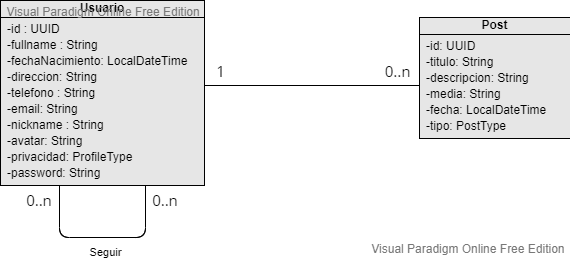 Usuario
Visual Paradigm Online Free Edition
-id : UUID
-fullname : String
-fechaNacimiento: LocalDateTime
-direccion: String
-telefono : String
-email: String
-nickname : String
-avatar: String
-privacidad: ProfileType
-password: String
1
0..n
Post
-id: UUID
-titulo: String
-descripcion: String
-media: String
-fecha: LocalDateTime
-tipo: PostType
0..n
0..n
Seguir
Visual Paradigm Online Free Edition